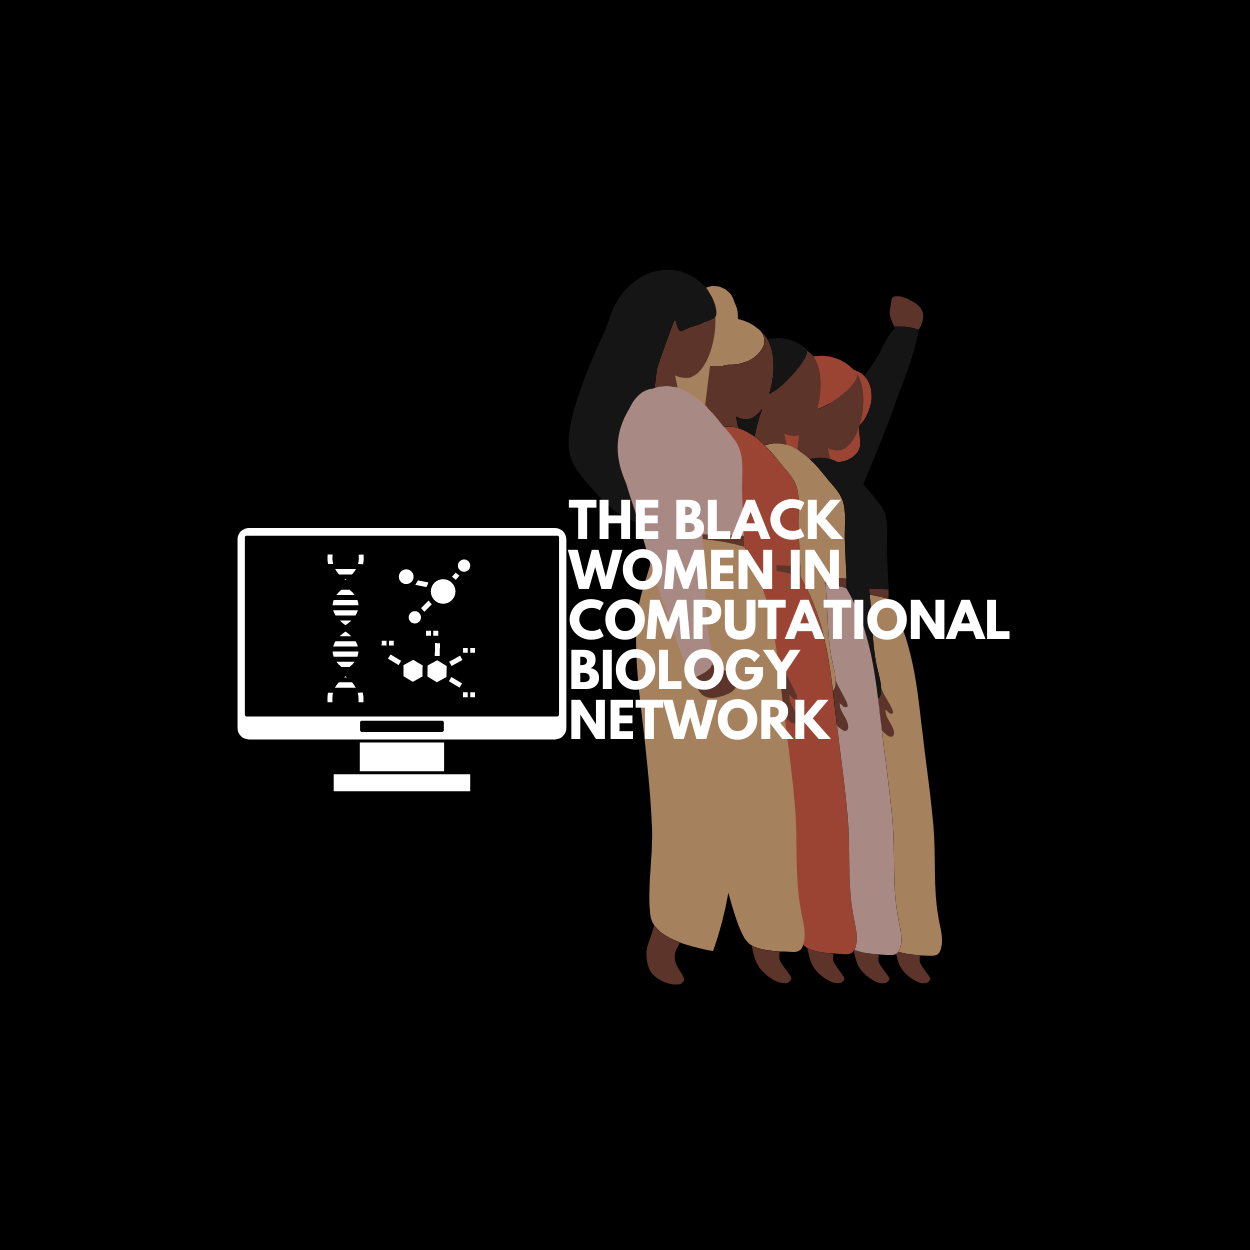 THE BLACK
WOMEN IN
COMPUTATIONAL
BIOLOGY
NETWORK